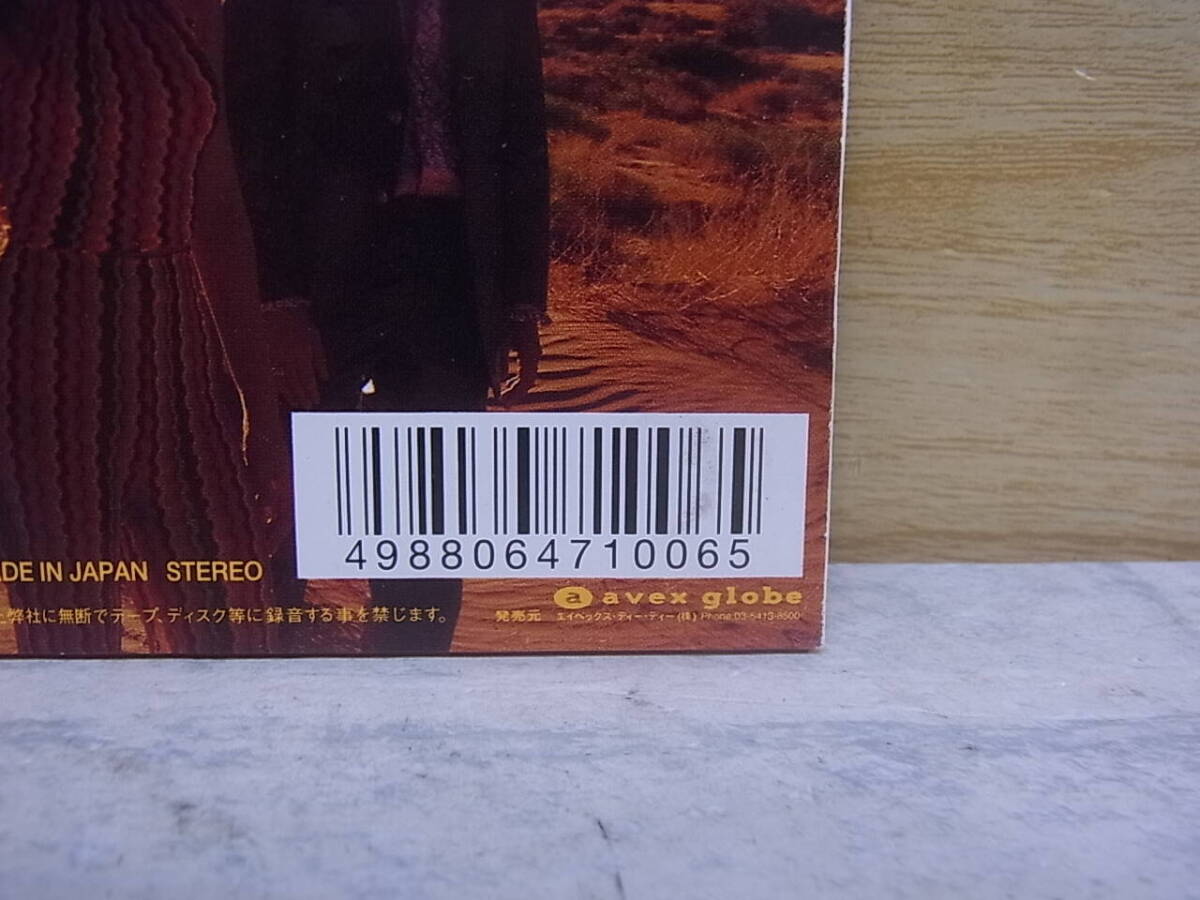 4988064710065
ADE IN JAPAN STEREO
a avex globe
弊社に無断でテープ、ディスク等に録音する事を禁じます。
発売元 エイベックス・ディー・ディー(株) Phone 03-5413-8500